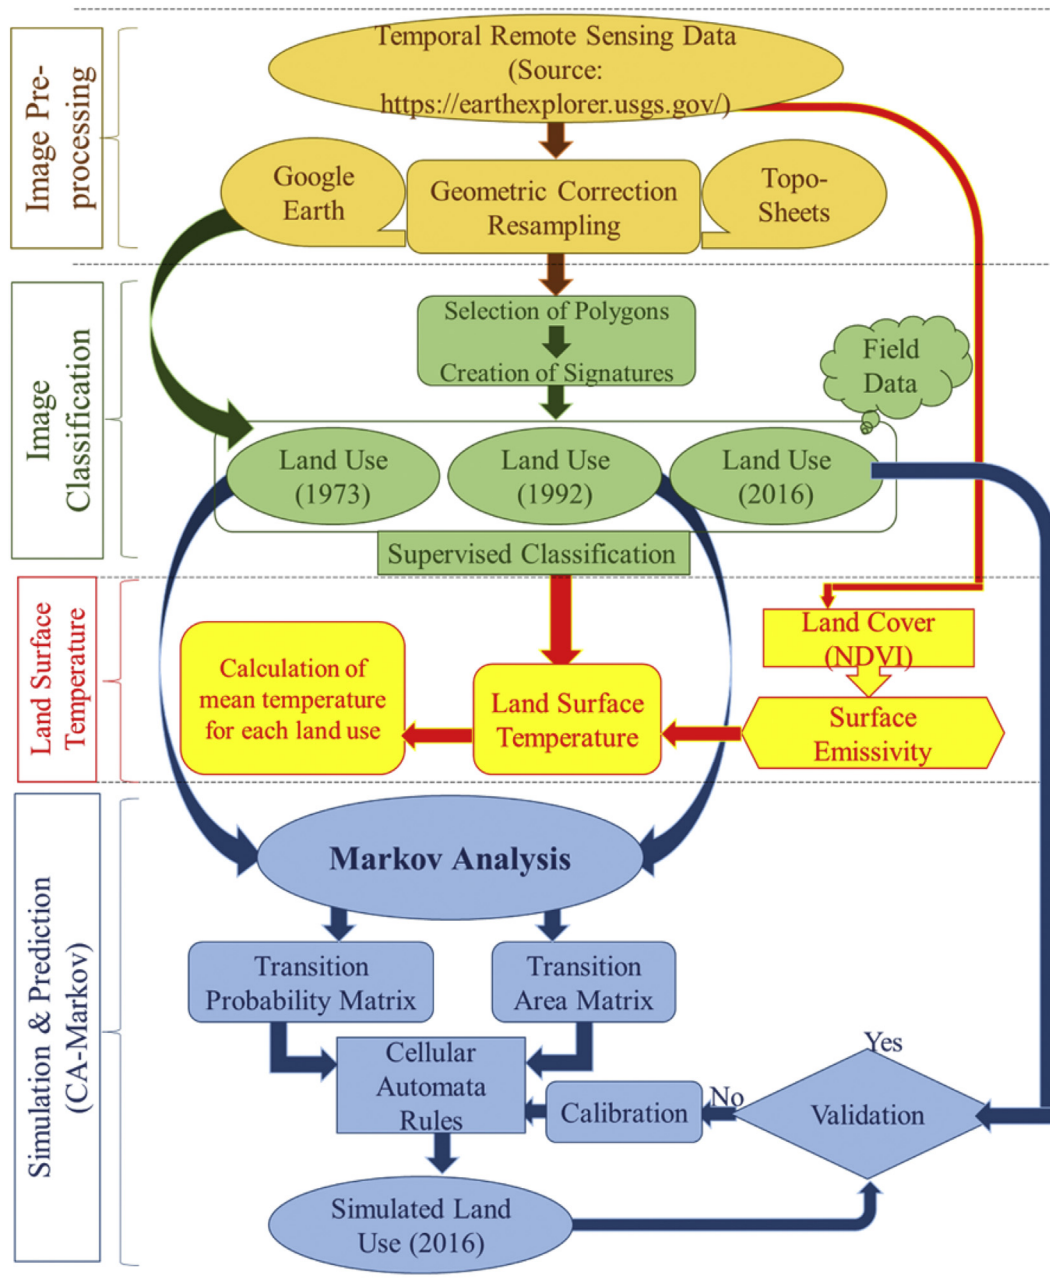 Image Pre-
processing
Temporal Remote Sensing Data
(Source:
https://earthexplorer.usgs.gov/)
Google
Earth
Geometric Correction
Resampling
Topo-
Sheets
Image
Classification
Selection of Polygons
Creation of Signatures
Field
Data
Land Use
(1973)
Land Use
(1992)
Land Use
(2016)
Supervised Classification
Land Surface
Temperature
Calculation of
mean temperature
for each land use
Land Surface
Temperature
Land Cover
(NDVI)
Surface
Emissivity
Simulation & Prediction
(CA-Markov)
Markov Analysis
Transition
Probability Matrix
Transition
Area Matrix
Cellular
Automata
Rules
Calibration
No
Yes
Validation
Simulated Land
Use (2016)